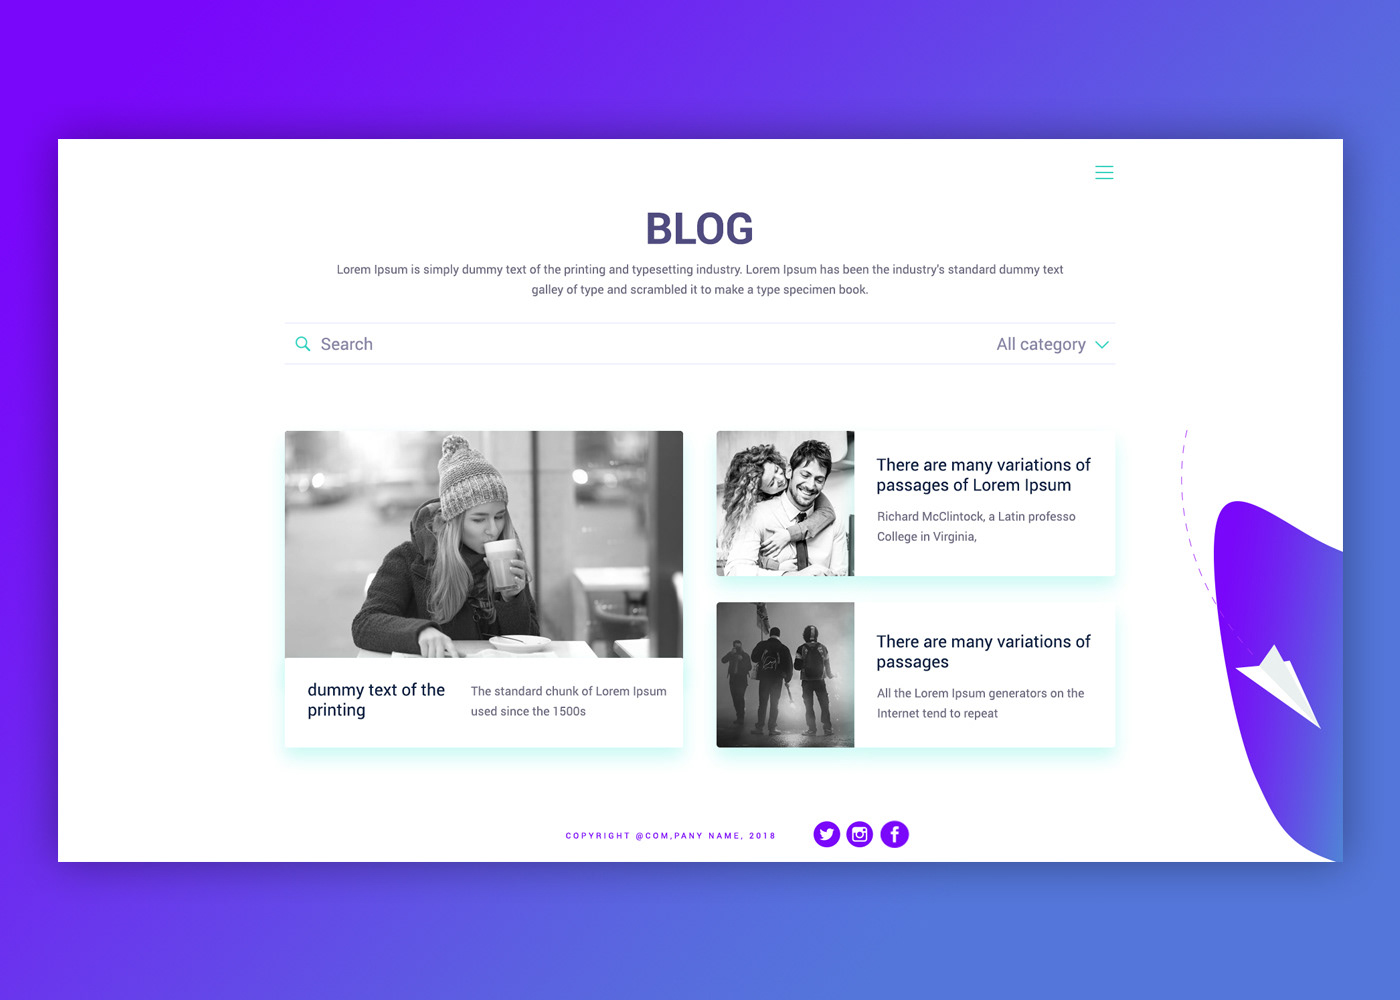 BLOG
Lorem Ipsum is simply dummy text of the printing and typesetting industry. Lorem Ipsum has been the industry's standard dummy text
galley of type and scrambled it to make a type specimen book.
Search
All category
dummy text of the
printing
The standard chunk of Lorem Ipsum
used since the 1500s
There are many variations of
passages of Lorem Ipsum
Richard McClintock, a Latin professo
College in Virginia,
There are many variations of
passages
All the Lorem Ipsum generators on the
Internet tend to repeat
COPYRIGHT @COM,PANY NAME, 2018